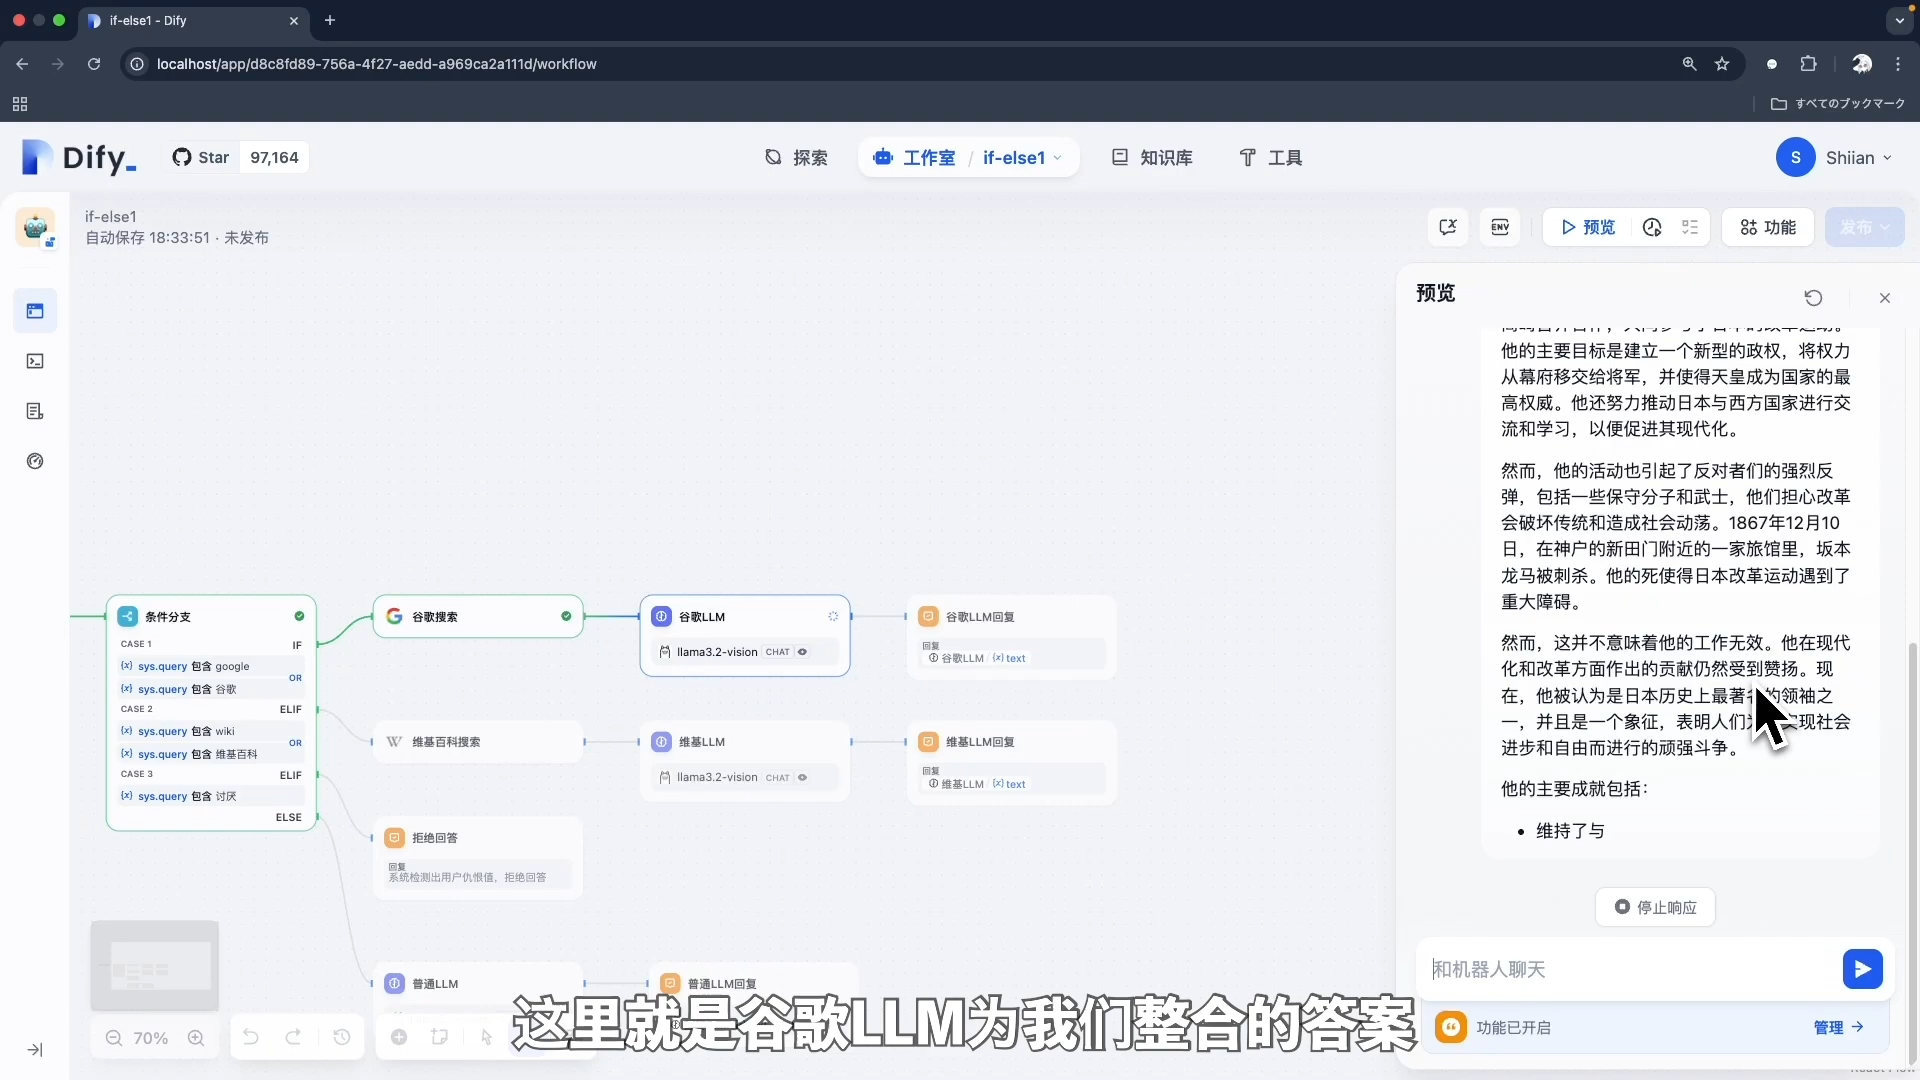 if-else1 - Dify
localhost/app/d8c8fd89-756a-4f27-aedd-a969ca2a111d/workflow
すべてのブックマーク
Dify_
Star 97,164
探索
工作室 / if-else1
知识库
工具
S Shiian
if-else1
自动保存 18:33:51 · 未发布
ENV
预览
功能
发布
预览
他的主要目标是建立一个新型的政权，将权力
从幕府移交给将军，并使得天皇成为国家的最
高权威。他还努力推动日本与西方国家进行交
流和学习，以便促进其现代化。
然而，他的活动也引起了反对者们的强烈反
弹，包括一些保守分子和武士，他们担心改革
会破坏传统和造成社会动荡。1867年12月10
日，在神户的新田门附近的一家旅馆里，坂本
龙马被刺杀。他的死使得日本改革运动遇到了
重大障碍。
然而，这并不意味着他的工作无效。他在现代
化和改革方面作出的贡献仍然受到赞扬。现
在，他被认为是日本历史上最著 的领袖之
一，并且是一个象征，表明人们 实现社会
进步和自由而进行的顽强斗争。
他的主要成就包括：
• 维持了与
停止响应
和机器人聊天
功能已开启
管理 →
条件分支
CASE 1 IF
{x} sys.query 包含 google
OR
{x} sys.query 包含 谷歌
CASE 2 ELIF
{x} sys.query 包含 wiki
OR
{x} sys.query 包含 维基百科
CASE 3 ELIF
{x} sys.query 包含 讨厌
ELSE
谷歌搜索
谷歌LLM
llama3.2-vision CHAT
谷歌LLM回复
回复
谷歌LLM / {x} text
维基百科搜索
维基LLM
llama3.2-vision CHAT
维基LLM回复
回复
维基LLM / {x} text
拒绝回答
回复
系统检测出用户仇恨值，拒绝回答
普通LLM
普通LLM回复
70%
这里就是谷歌LLM为我们整合的答案